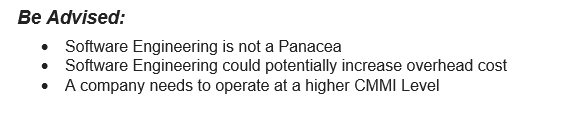 Be Advised:
• Software Engineering is not a Panacea
• Software Engineering could potentially increase overhead cost
• A company needs to operate at a higher CMMI Level